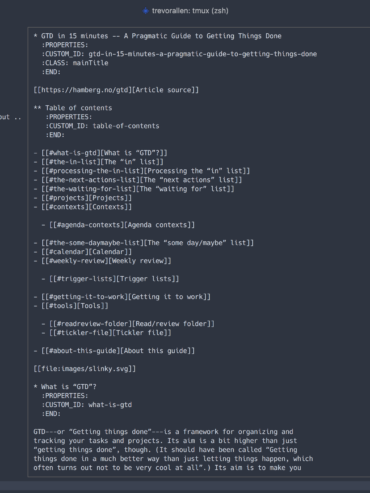 trevorallen: tmux (zsh)
* GTD in 15 minutes -- A Pragmatic Guide to Getting Things Done
:PROPERTIES:
:CUSTOM_ID: gtd-in-15-minutes-a-pragmatic-guide-to-getting-things-done
:CLASS: mainTitle
:END:
[[https://hamberg.no/gtd][Article source]]
** Table of contents
:PROPERTIES:
out ..
:CUSTOM_ID: table-of-contents
:END:
- [[#what-is-gtd][What is “GTD”?]]
- [[#the-in-list][The “in” list]]
- [[#processing-the-in-list][Processing the “in” list]]
- [[#the-next-actions-list][The “next actions” list]]
- [[#the-waiting-for-list][The “waiting for” list]]
- [[#projects][Projects]]
- [[#contexts][Contexts]]
- [[#agenda-contexts][Agenda contexts]]
- [[#the-some-daymaybe-list][The “some day/maybe” list]]
- [[#calendar][Calendar]]
- [[#weekly-review][Weekly review]]
- [[#trigger-lists][Trigger lists]]
- [[#getting-it-to-work][Getting it to work]]
- [[#tools][Tools]]
- [[#readreview-folder][Read/review folder]]
- [[#tickler-file][Tickler file]]
- [[#about-this-guide][About this guide]]
[[file:images/slinky.svg]]
* What is “GTD”?
:PROPERTIES:
:CUSTOM_ID: what-is-gtd
:END:
GTD---or “Getting things done”---is a framework for organizing and
tracking your tasks and projects. Its aim is a bit higher than just
“getting things done”, though. (It should have been called “Getting
things done in a much better way than just letting things happen, which
often turns out not to be very cool at all”.) Its aim is to make you